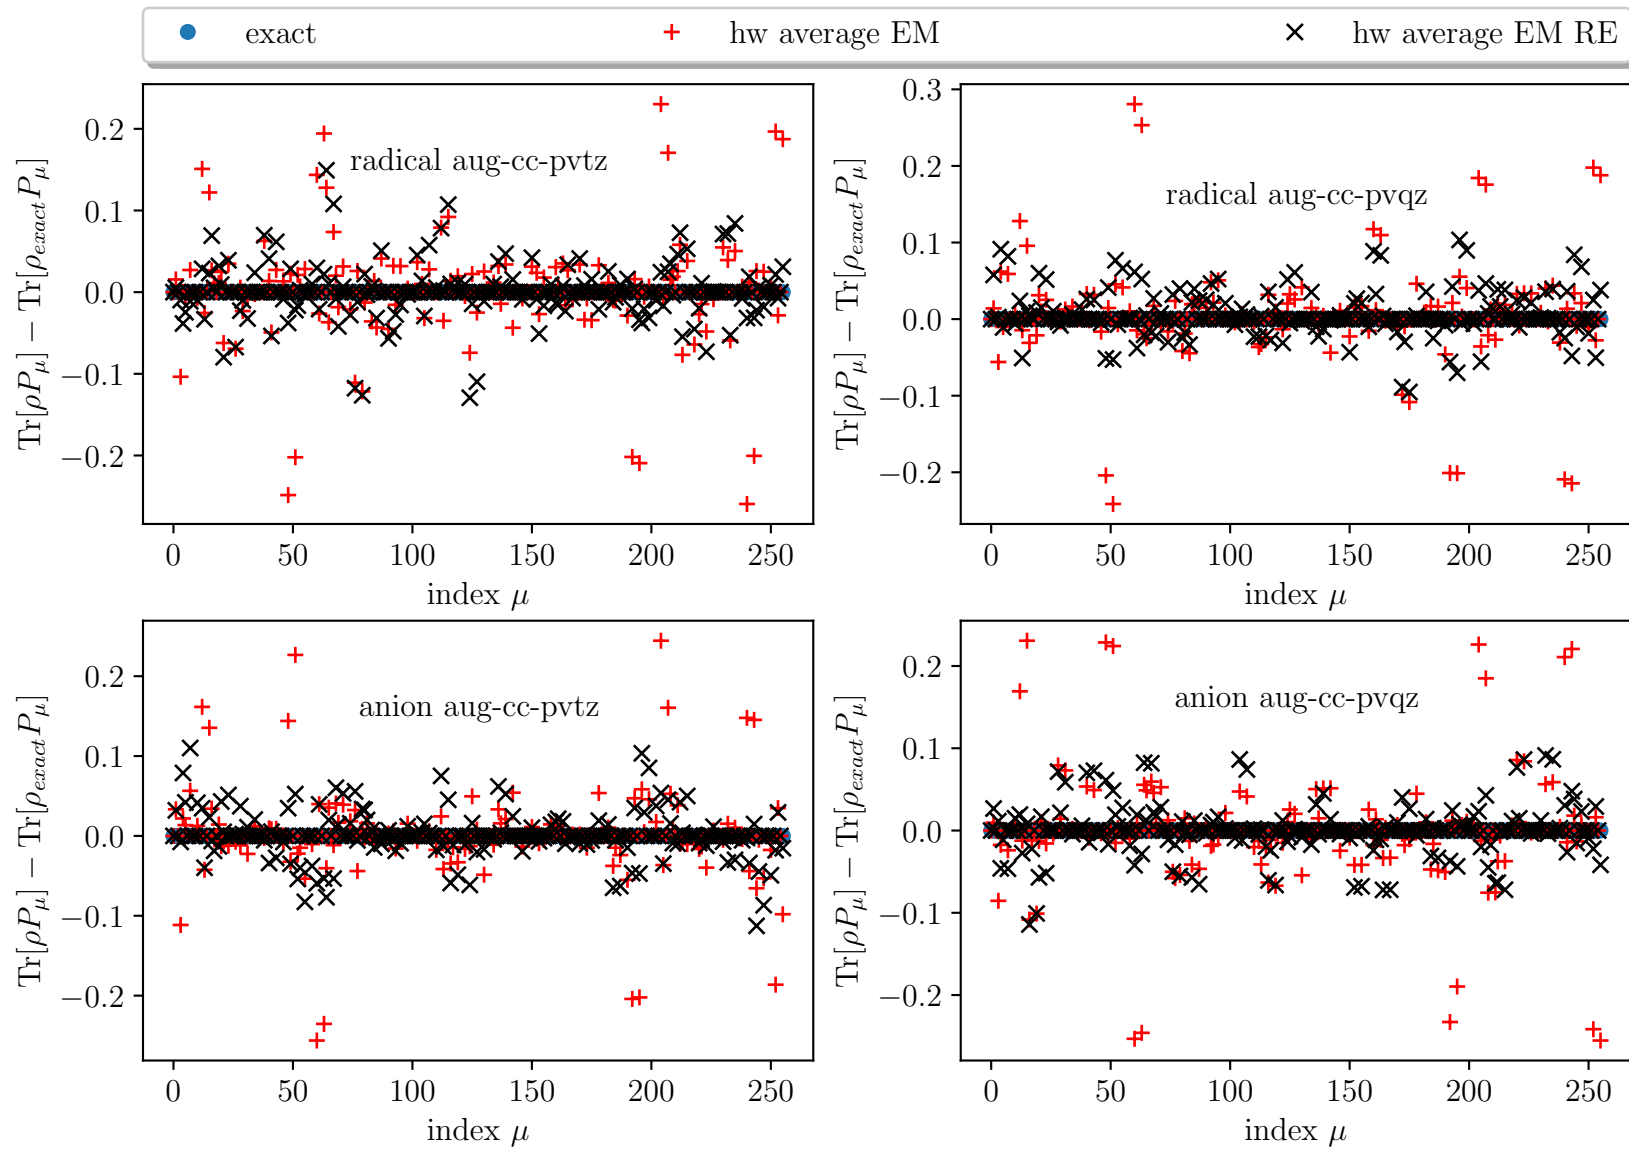 exact hw average EM hw average EM RE
Tr[ρP_μ] − Tr[ρ_exact P_μ]
0.2
0.1
0.0
−0.1
−0.2
radical aug-cc-pvtz
0 50 100 150 200 250
index μ
Tr[ρP_μ] − Tr[ρ_exact P_μ]
0.3
0.2
0.1
0.0
−0.1
−0.2
radical aug-cc-pvqz
0 50 100 150 200 250
index μ
Tr[ρP_μ] − Tr[ρ_exact P_μ]
0.2
0.1
0.0
−0.1
−0.2
anion aug-cc-pvtz
0 50 100 150 200 250
index μ
Tr[ρP_μ] − Tr[ρ_exact P_μ]
0.2
0.1
0.0
−0.1
−0.2
anion aug-cc-pvqz
0 50 100 150 200 250
index μ